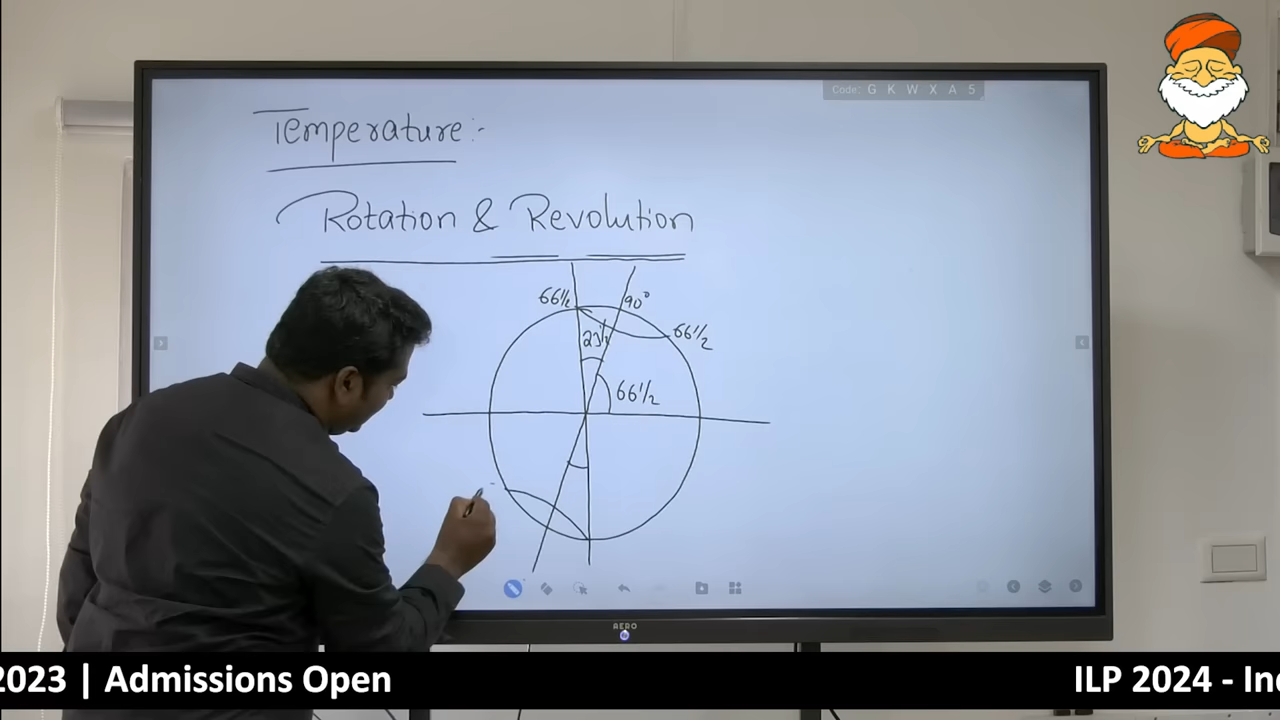 Code: G K W X A 5
Temperature :-
Rotation & Revolution
66½ 90°
23½ 66½
66½
AERO
2023 | Admissions Open ILP 2024 - Inc